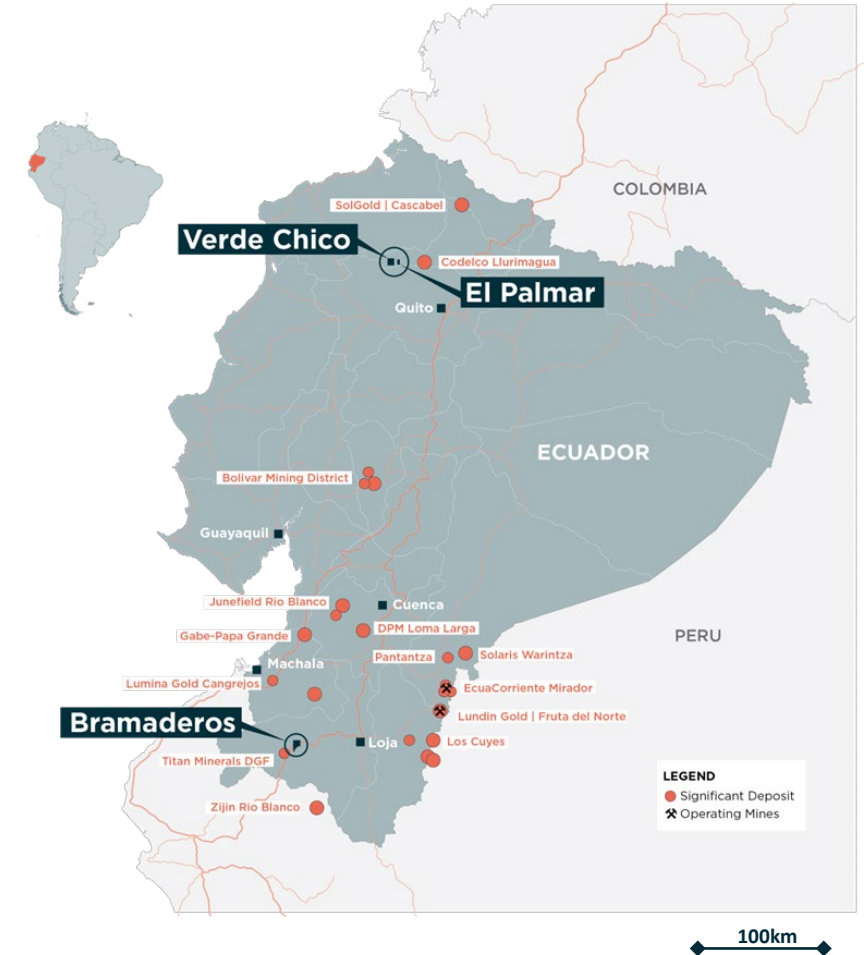 COLOMBIA
SolGold | Cascabel
Verde Chico
Codelco Llurimagua
El Palmar
Quito
ECUADOR
Bolivar Mining District
Guayaquil
Junefield Rio Blanco
Cuenca
DPM Loma Larga
Gabe-Papa Grande
PERU
Pantantza
Solaris Warintza
Machala
Lumina Gold Cangrejos
EcuaCorriente Mirador
Lundin Gold | Fruta del Norte
Bramaderos
Loja
Los Cuyes
Titan Minerals DGF
Zijin Rio Blanco
LEGEND
Significant Deposit
Operating Mines
100km